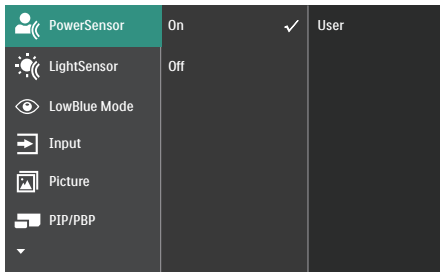 PowerSensor
On
User
LightSensor
Off
LowBlue Mode
Input
Picture
PIP/PBP